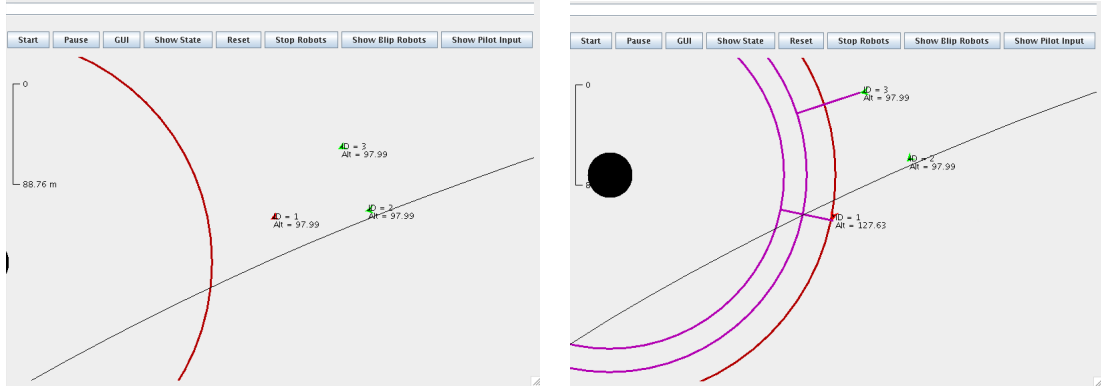 Start Pause GUI Show State Reset Stop Robots Show Blip Robots Show Pilot Input
0
ID = 3
Alt = 97.99
88.76 m
ID = 2
Alt = 97.99
ID = 1
Alt = 97.99
Start Pause GUI Show State Reset Stop Robots Show Blip Robots Show Pilot Input
0
ID = 3
Alt = 97.99
ID = 2
Alt = 97.99
ID = 1
Alt = 127.63